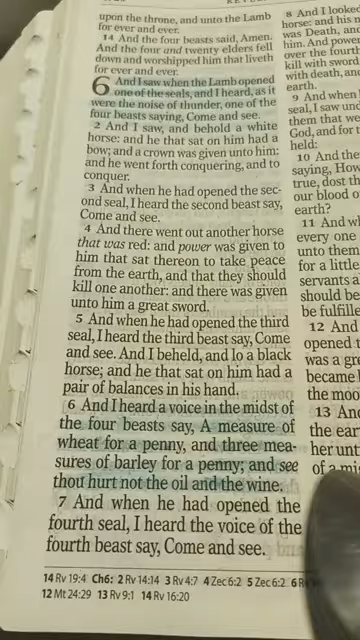 upon the throne, and unto the Lamb
for ever and ever.
14 And the four beasts said, Amen.
And the four and twenty elders fell
down and worshipped him that liveth
for ever and ever.
6 And I saw when the Lamb opened
one of the seals, and I heard, as it
were the noise of thunder, one of the
four beasts saying, Come and see.
2 And I saw, and behold a white
horse: and he that sat on him had a
bow; and a crown was given unto him:
and he went forth conquering, and to
conquer.
3 And when he had opened the sec-
ond seal, I heard the second beast say,
Come and see.
4 And there went out another horse
that was red: and power was given to
him that sat thereon to take peace
from the earth, and that they should
kill one another: and there was given
unto him a great sword.
5 And when he had opened the third
seal, I heard the third beast say, Come
and see. And I beheld, and lo a black
horse; and he that sat on him had a
pair of balances in his hand.
6 And I heard a voice in the midst of
the four beasts say, A measure of
wheat for a penny, and three mea-
sures of barley for a penny; and see
thou hurt not the oil and the wine.
7 And when he had opened the
fourth seal, I heard the voice of the
fourth beast say, Come and see.
8 And I looked
horse: and his n
was Death, and
him. And power
over the fourth
kill with sword
with death, an
earth.
9 And when
seal, I saw un
them that we
God, and for t
held:
10 And the
saying, How
true, dost th
our blood o
earth?
11 And wh
every one
unto them
for a little
servants a
should be
be fulfille
12 And
opened t
was a gre
became
the moo
13 And
the ear
her unt
of a mi
14 Rv 19:4 Ch6: 2 Rv 14:14 3 Rv 4:7 4 Zec 6:2 5 Zec 6:2 6 R
12 Mt 24:29 13 Rv 9:1 14 Rv 16:20